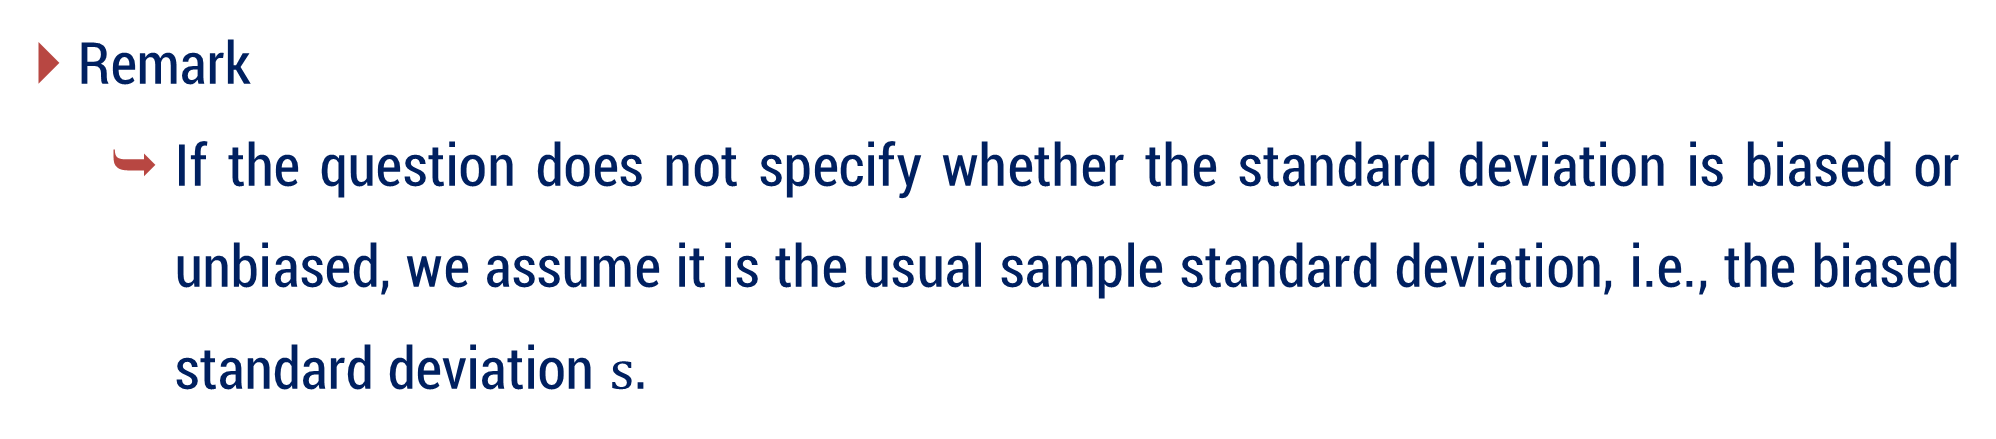 Remark
If the question does not specify whether the standard deviation is biased or
unbiased, we assume it is the usual sample standard deviation, i.e., the biased
standard deviation s.